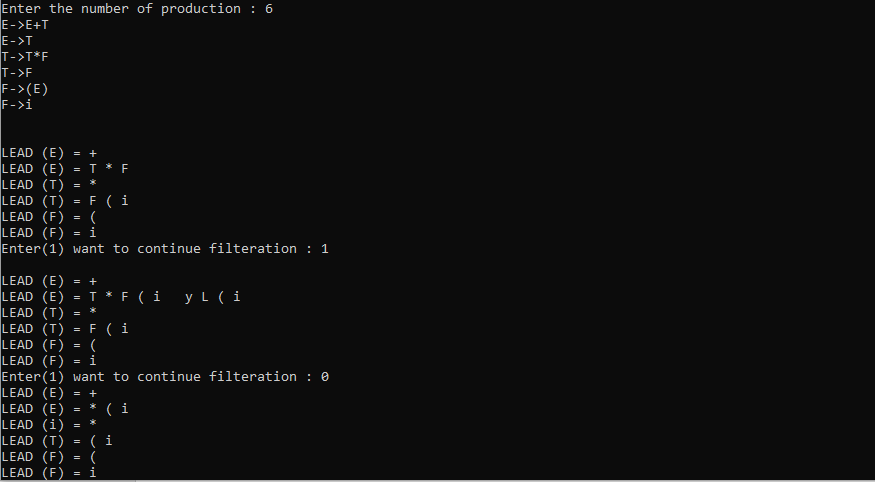 Enter the number of production : 6
E->E+T
E->T
T->T*F
T->F
F->(E)
F->i
LEAD (E) = +
LEAD (E) = T * F
LEAD (T) = *
LEAD (T) = F ( i
LEAD (F) = (
LEAD (F) = i
Enter(1) want to continue filteration : 1
LEAD (E) = +
LEAD (E) = T * F ( i   y L ( i
LEAD (T) = *
LEAD (T) = F ( i
LEAD (F) = (
LEAD (F) = i
Enter(1) want to continue filteration : 0
LEAD (E) = +
LEAD (E) = * ( i
LEAD (i) = *
LEAD (T) = ( i
LEAD (F) = (
LEAD (F) = i